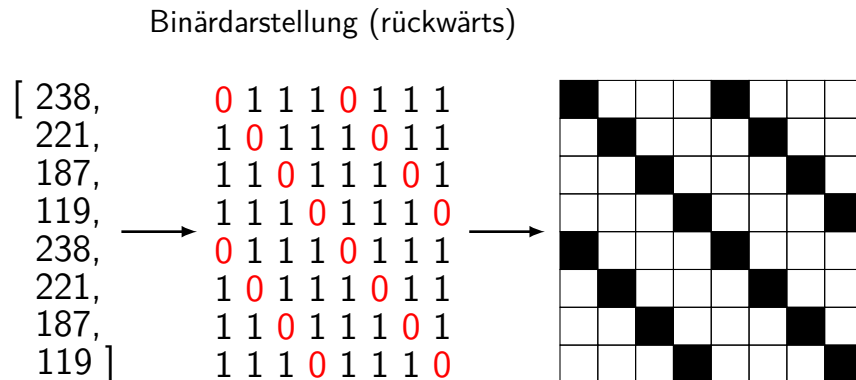 Binärdarstellung (rückwärts)
[ 238, 0 1 1 1 0 1 1 1
221, 1 0 1 1 1 0 1 1
187, 1 1 0 1 1 1 0 1
119, 1 1 1 0 1 1 1 0
238, 0 1 1 1 0 1 1 1
221, 1 0 1 1 1 0 1 1
187, 1 1 0 1 1 1 0 1
119 ] 1 1 1 0 1 1 1 0